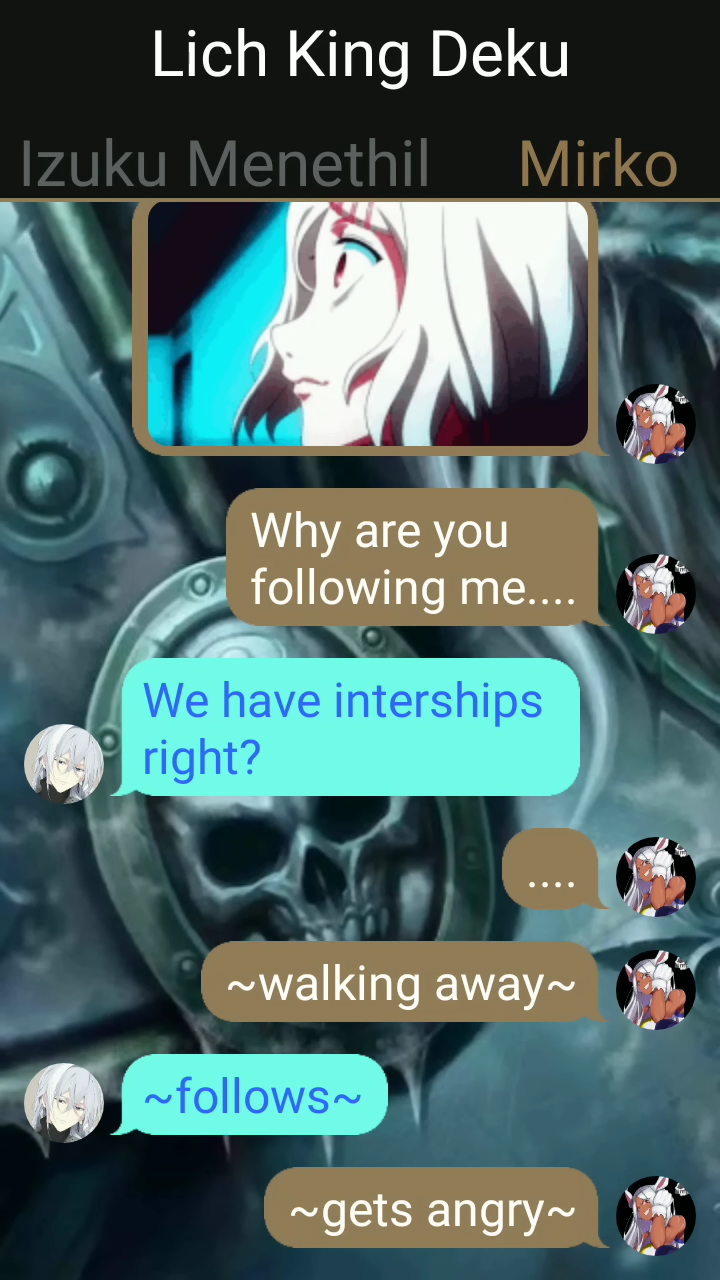 Lich King Deku
Izuku Menethil
Mirko
Why are you
following me....
We have interships
right?
....
~walking away~
~follows~
~gets angry~